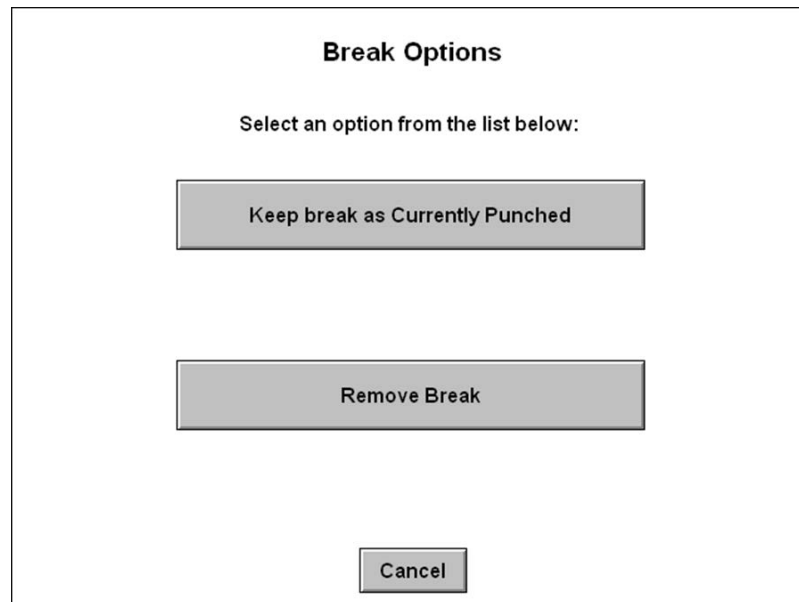 Break Options
Select an option from the list below:
Keep break as Currently Punched
Remove Break
Cancel